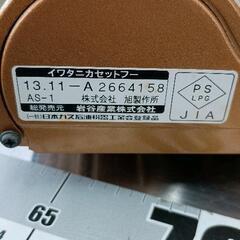 イワタニカセットフー
13.11-A2664158
AS-1 株式会社 旭製作所
総発売元 岩谷産業株式会社
PS
LPG
JIA
65